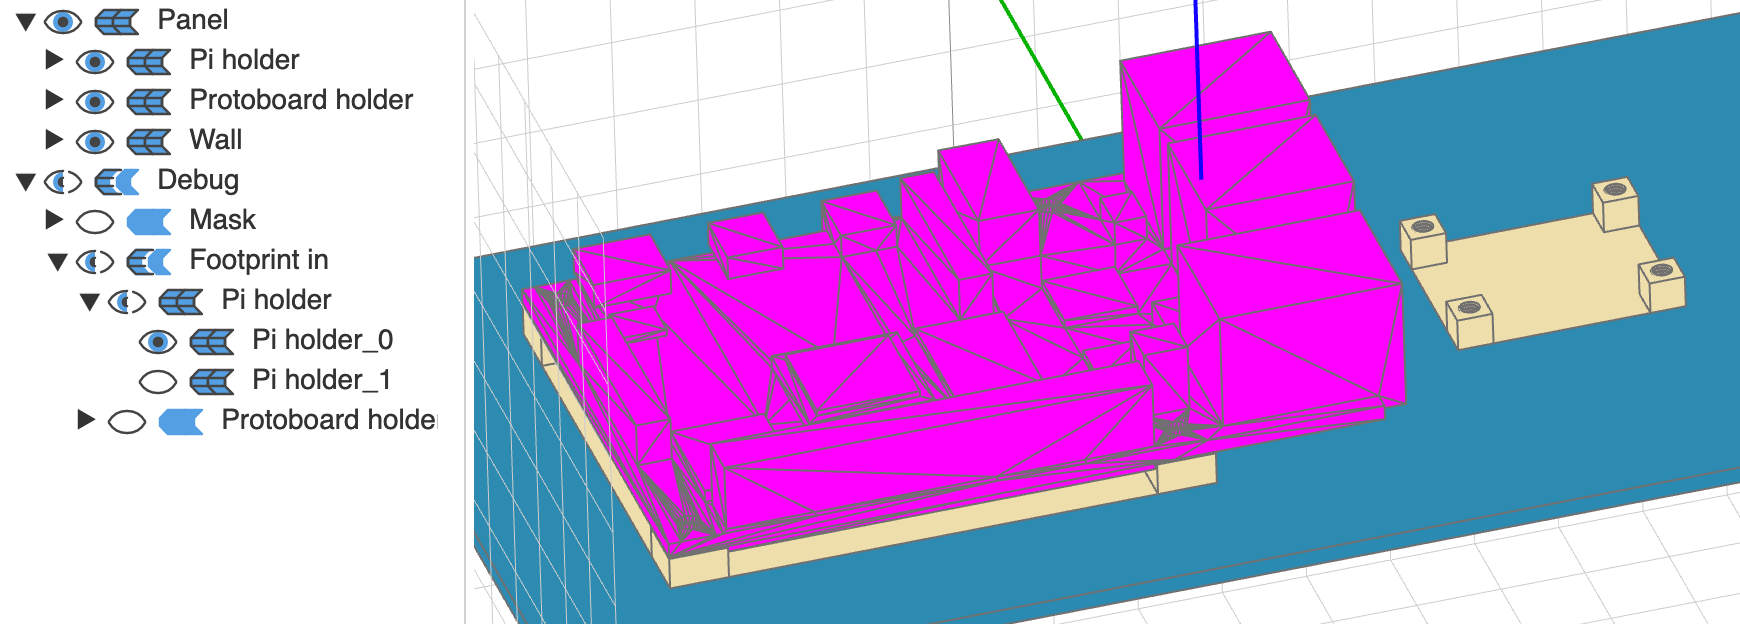 Panel
Pi holder
Protoboard holder
Wall
Debug
Mask
Footprint in
Pi holder
Pi holder_0
Pi holder_1
Protoboard holde